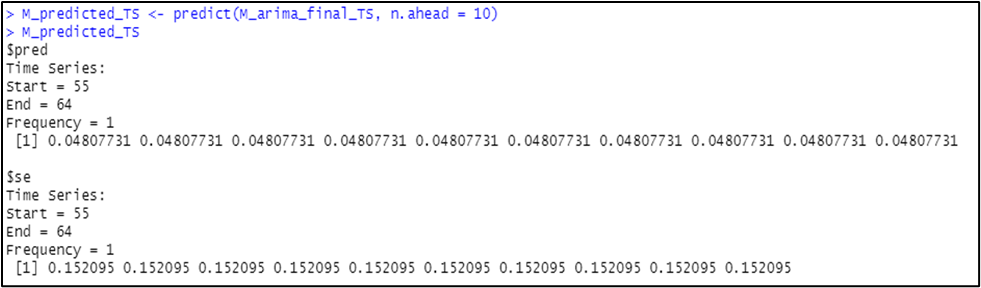 > M_predicted_TS <- predict(M_arima_final_TS, n.ahead = 10)
> M_predicted_TS
$pred
Time Series:
Start = 55
End = 64
Frequency = 1
[1] 0.04807731 0.04807731 0.04807731 0.04807731 0.04807731 0.04807731 0.04807731 0.04807731 0.04807731 0.04807731
$se
Time Series:
Start = 55
End = 64
Frequency = 1
[1] 0.152095 0.152095 0.152095 0.152095 0.152095 0.152095 0.152095 0.152095 0.152095 0.152095